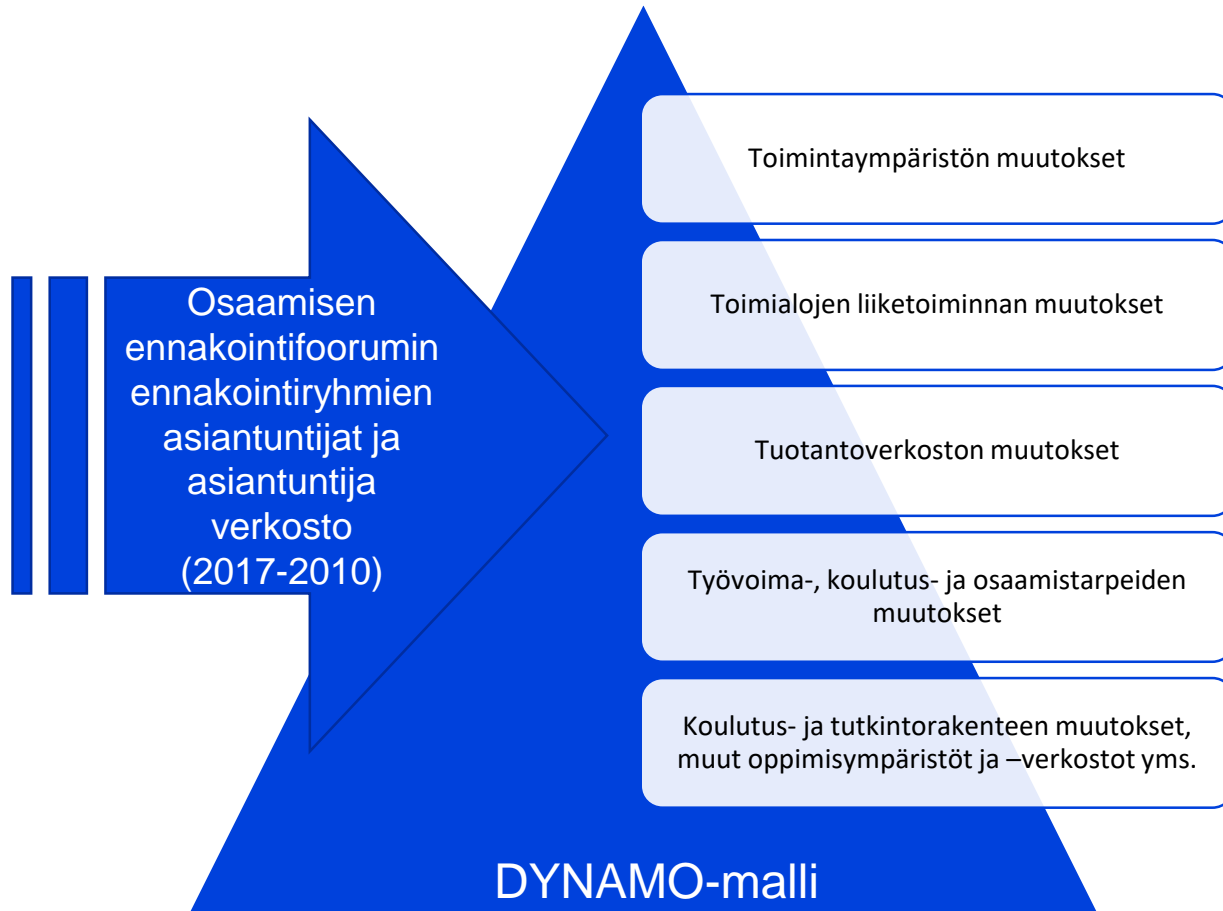 Osaamisen
ennakointifoorumin
ennakointiryhmien
asiantuntijat ja
asiantuntija
verkosto
(2017-2010)
Toimintaympäristön muutokset
Toimialojen liiketoiminnan muutokset
Tuotantoverkoston muutokset
Työvoima-, koulutus- ja osaamistarpeiden
muutokset
Koulutus- ja tutkintorakenteen muutokset,
muut oppimisympäristöt ja –verkostot yms.
DYNAMO-malli